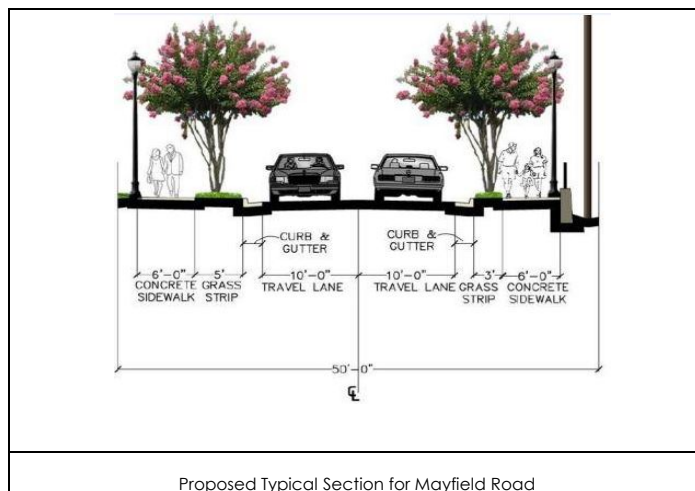 CURB &
GUTTER
CURB &
GUTTER
6'-0" 5' 10'-0" 10'-0" 3' 6'-0"
CONCRETE GRASS TRAVEL LANE TRAVEL LANE GRASS CONCRETE
SIDEWALK STRIP STRIP SIDEWALK
50'-0"
CL
Proposed Typical Section for Mayfield Road